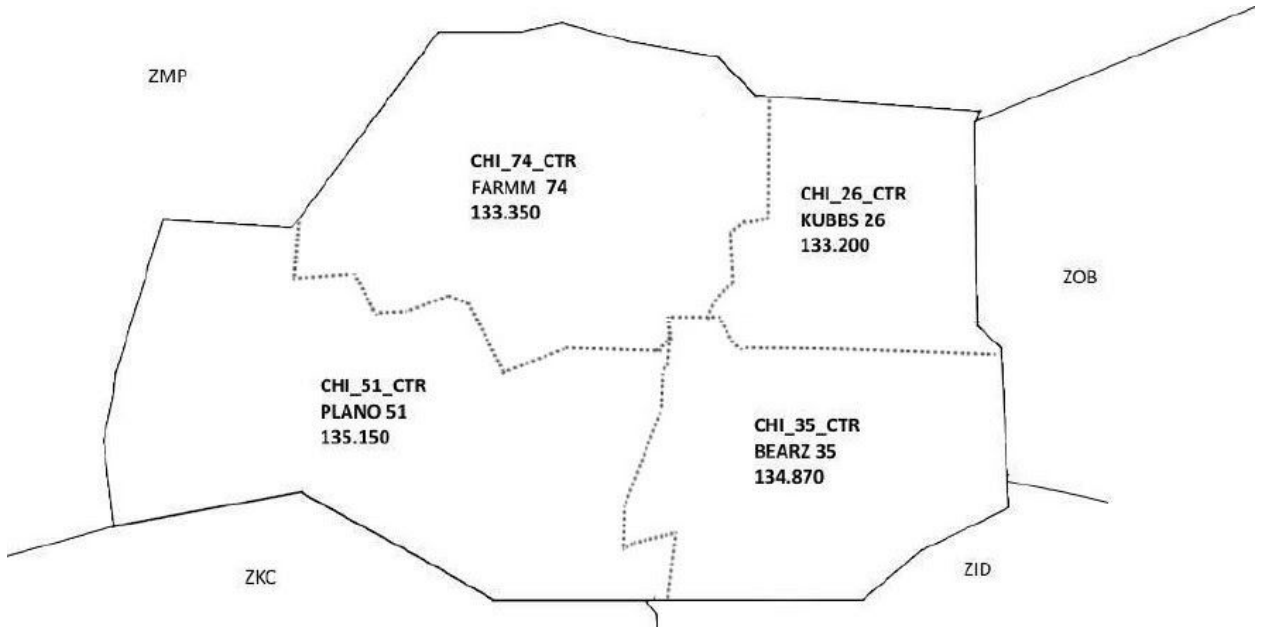 ZMP
CHI_74_CTR
FARMM 74
133.350
CHI_26_CTR
KUBBS 26
133.200
ZOB
CHI_51_CTR
PLANO 51
135.150
CHI_35_CTR
BEARZ 35
134.870
ZKC
ZID